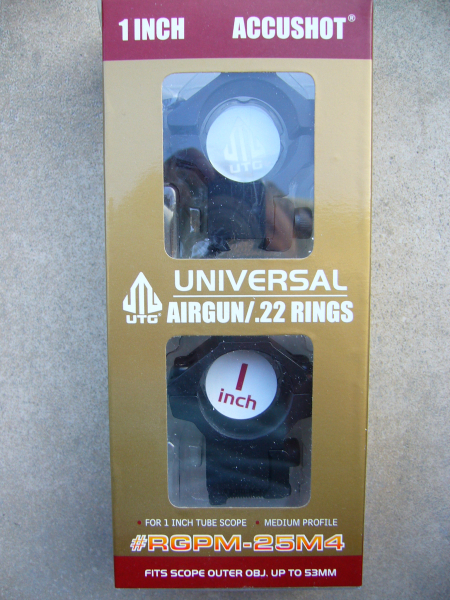 1 INCH ACCUSHOT®
UTG
UNIVERSAL
UTG® AIRGUN/.22 RINGS
1
inch
• FOR 1 INCH TUBE SCOPE • MEDIUM PROFILE
#RGPM-25M4
FITS SCOPE OUTER OBJ. UP TO 53MM